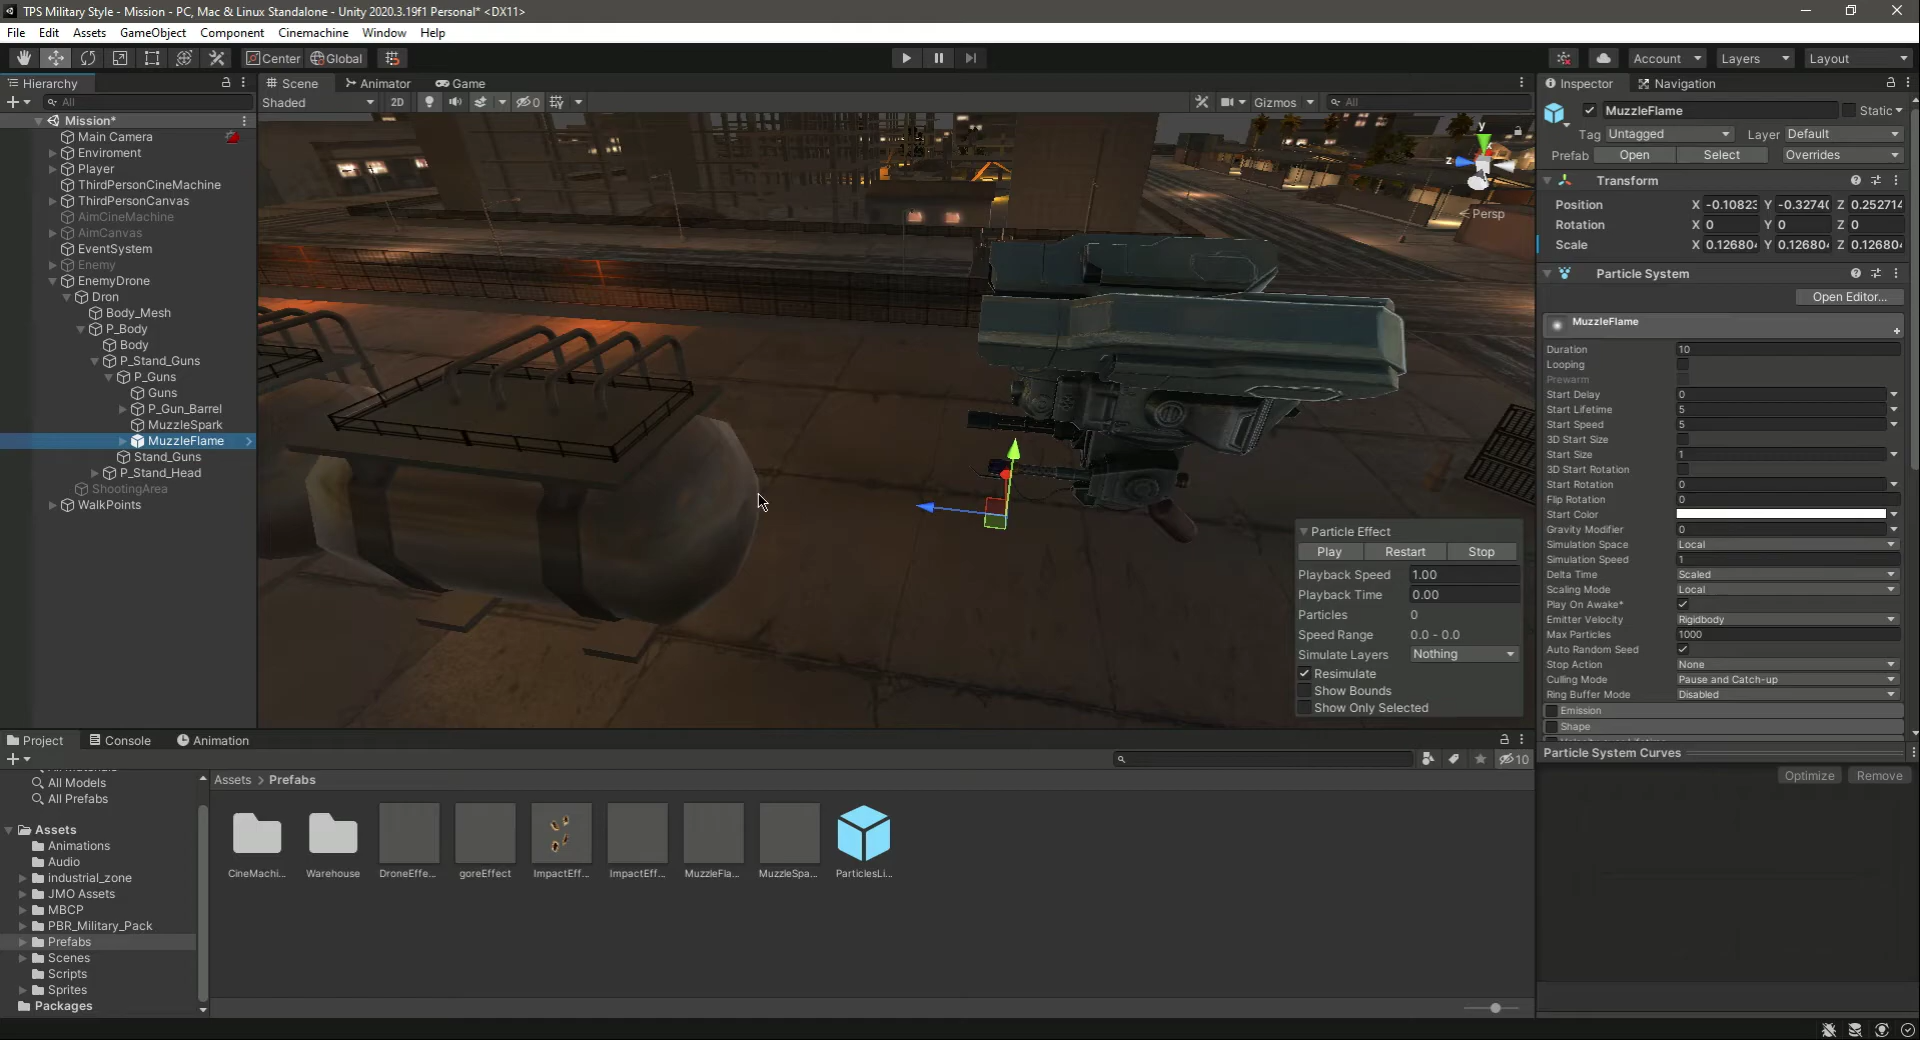 TPS Military Style - Mission - PC, Mac & Linux Standalone - Unity 2020.3.19f1 Personal* <DX11>
File Edit Assets GameObject Component Cinemachine Window Help
Center Global Account Layers Layout
Hierarchy
All
Mission*
Main Camera
Enviroment
Player
ThirdPersonCineMachine
ThirdPersonCanvas
AimCineMachine
AimCanvas
EventSystem
Enemy
EnemyDrone
Dron
Body_Mesh
P_Body
Body
P_Stand_Guns
P_Guns
Guns
P_Gun_Barrel
MuzzleSpark
MuzzleFlame
Stand_Guns
P_Stand_Head
ShootingArea
WalkPoints
Scene Animator Game
Shaded 2D 0 Gizmos All
y
x
z
Persp
Particle Effect
Play Restart Stop
Playback Speed 1.00
Playback Time 0.00
Particles 0
Speed Range 0.0 - 0.0
Simulate Layers Nothing
Resimulate
Show Bounds
Show Only Selected
Inspector Navigation
MuzzleFlame Static
Tag Untagged Layer Default
Prefab Open Select Overrides
Transform
Position X -0.10823 Y -0.3274( Z 0.252714
Rotation X 0 Y 0 Z 0
Scale X 0.12680 Y 0.12680 Z 0.12680
Particle System
Open Editor...
MuzzleFlame
Duration 10
Looping
Prewarm
Start Delay 0
Start Lifetime 5
Start Speed 5
3D Start Size
Start Size 1
3D Start Rotation
Start Rotation 0
Flip Rotation 0
Start Color
Gravity Modifier 0
Simulation Space Local
Simulation Speed 1
Delta Time Scaled
Scaling Mode Local
Play On Awake*
Emitter Velocity Rigidbody
Max Particles 1000
Auto Random Seed
Stop Action None
Culling Mode Pause and Catch-up
Ring Buffer Mode Disabled
Emission
Shape
Particle System Curves
Optimize Remove
Project Console Animation
10
All Models
All Prefabs
Assets
Animations
Audio
industrial_zone
JMO Assets
MBCP
PBR_Military_Pack
Prefabs
Scenes
Scripts
Sprites
Packages
Assets > Prefabs
CineMachi... Warehouse DroneEffe... goreEffect ImpactEff... ImpactEff... MuzzleFla... MuzzleSpa... ParticlesLi...